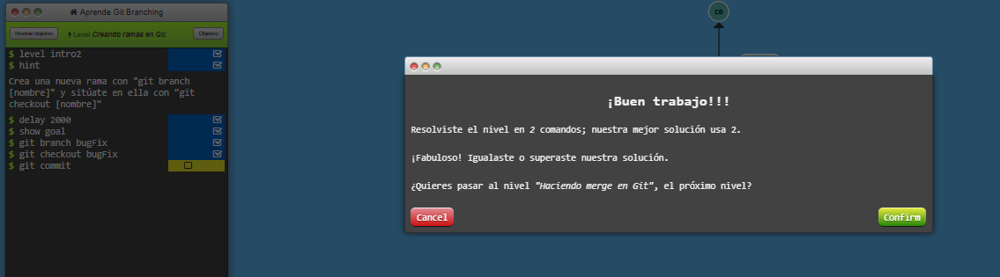 Aprende Git Branching
Mostrar objetivo
Level Creando ramas en Git
Objetivo
$ level intro2
$ hint
Crea una nueva rama con "git branch
[nombre]" y sitúate en ella con "git
checkout [nombre]"
$ delay 2000
$ show goal
$ git branch bugFix
$ git checkout bugFix
$ git commit
C0
¡Buen trabajo!!!
Resolviste el nivel en 2 comandos; nuestra mejor solución usa 2.
¡Fabuloso! Igualaste o superaste nuestra solución.
¿Quieres pasar al nivel "Haciendo merge en Git", el próximo nivel?
Cancel
Confirm